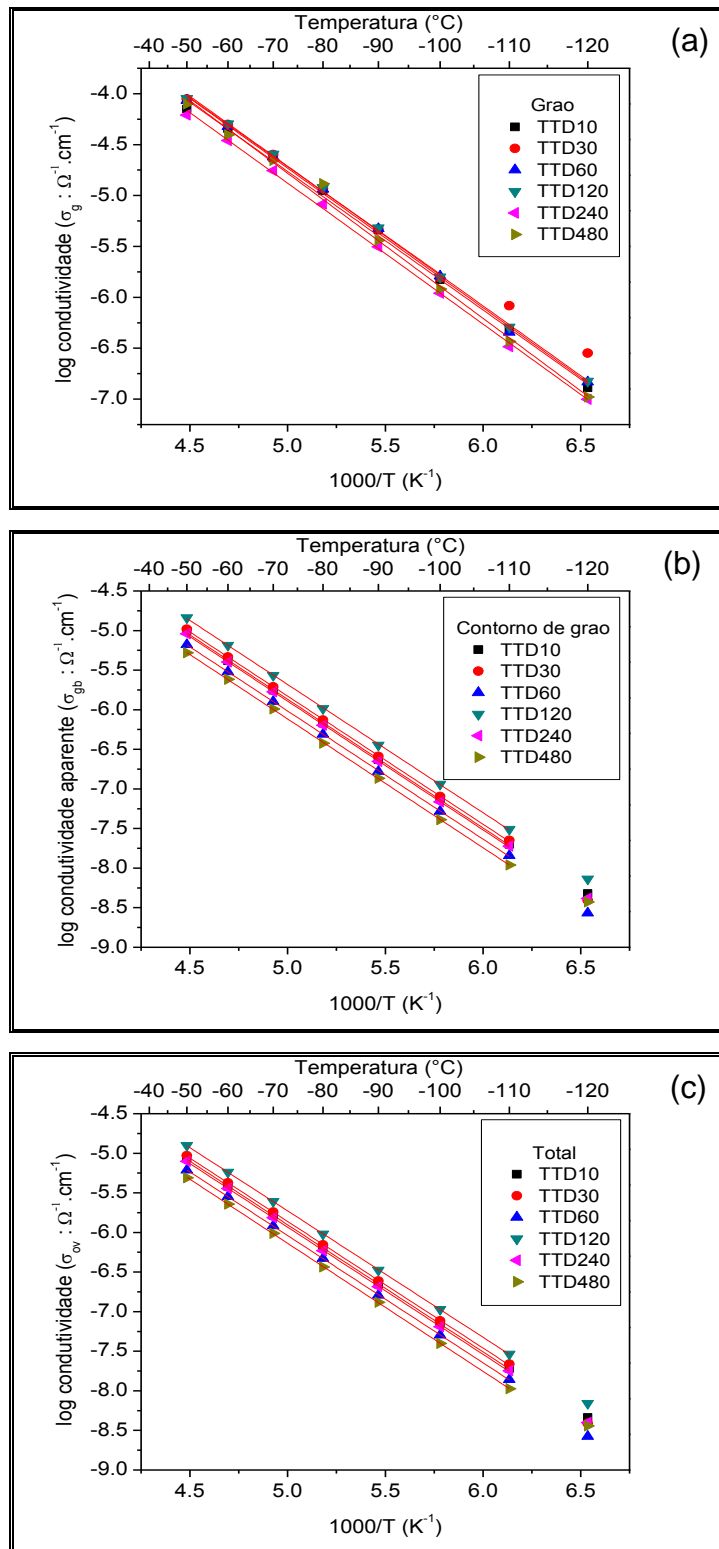 Temperatura (°C)
(a)
-40 -50 -60 -70 -80 -90 -100 -110 -120
-4.0
-4.5
-5.0
-5.5
-6.0
-6.5
-7.0
log condutividade (σg : Ω-1.cm-1)
Grao
TTD10
TTD30
TTD60
TTD120
TTD240
TTD480
4.5 5.0 5.5 6.0 6.5
1000/T (K-1)
Temperatura (°C)
(b)
-40 -50 -60 -70 -80 -90 -100 -110 -120
-4.5
-5.0
-5.5
-6.0
-6.5
-7.0
-7.5
-8.0
-8.5
-9.0
log condutividade aparente (σgb : Ω-1.cm-1)
Contorno de grao
TTD10
TTD30
TTD60
TTD120
TTD240
TTD480
4.5 5.0 5.5 6.0 6.5
1000/T (K-1)
Temperatura (°C)
(c)
-40 -50 -60 -70 -80 -90 -100 -110 -120
-4.5
-5.0
-5.5
-6.0
-6.5
-7.0
-7.5
-8.0
-8.5
-9.0
log condutividade (σov : Ω-1.cm-1)
Total
TTD10
TTD30
TTD60
TTD120
TTD240
TTD480
4.5 5.0 5.5 6.0 6.5
1000/T (K-1)